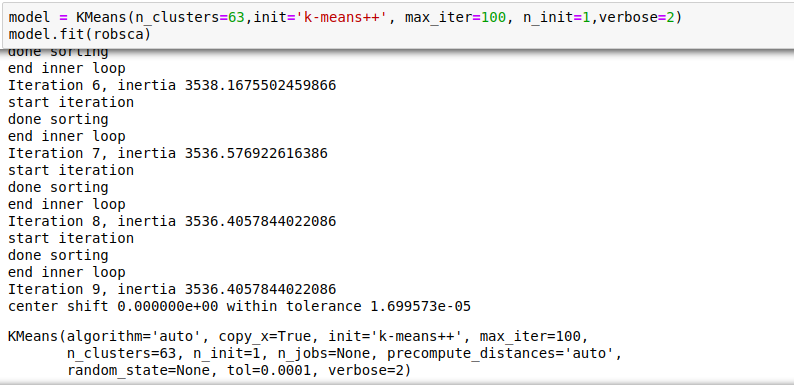 model = KMeans(n_clusters=63,init='k-means++', max_iter=100, n_init=1,verbose=2)
model.fit(robsca)
done sorting
end inner loop
Iteration 6, inertia 3538.1675502459866
start iteration
done sorting
end inner loop
Iteration 7, inertia 3536.576922616386
start iteration
done sorting
end inner loop
Iteration 8, inertia 3536.4057844022086
start iteration
done sorting
end inner loop
Iteration 9, inertia 3536.4057844022086
center shift 0.000000e+00 within tolerance 1.699573e-05
KMeans(algorithm='auto', copy_x=True, init='k-means++', max_iter=100,
n_clusters=63, n_init=1, n_jobs=None, precompute_distances='auto',
random_state=None, tol=0.0001, verbose=2)